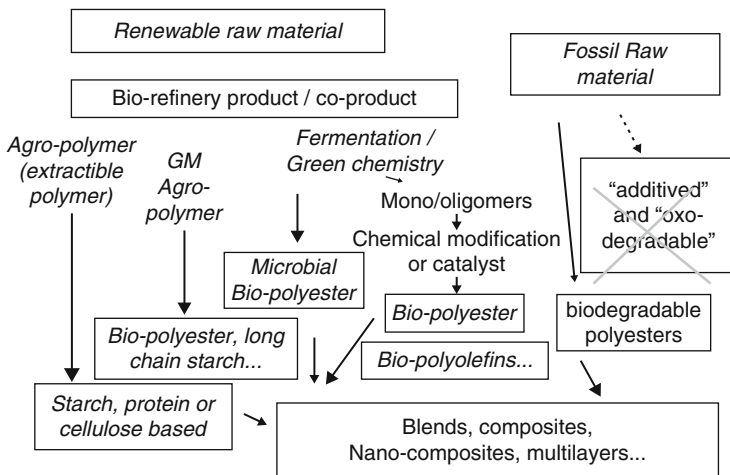 Renewable raw material
Fossil Raw
material
Bio-refinery product / co-product
Agro-polymer
(extractible
polymer)
GM
Agro-
polymer
Fermentation /
Green chemistry
Mono/oligomers
Chemical modification
or catalyst
"additived"
and "oxo-
degradable"
Microbial
Bio-polyester
Bio-polyester
biodegradable
polyesters
Bio-polyester, long
chain starch...
Bio-polyolefins...
Starch, protein or
cellulose based
Blends, composites,
Nano-composites, multilayers...